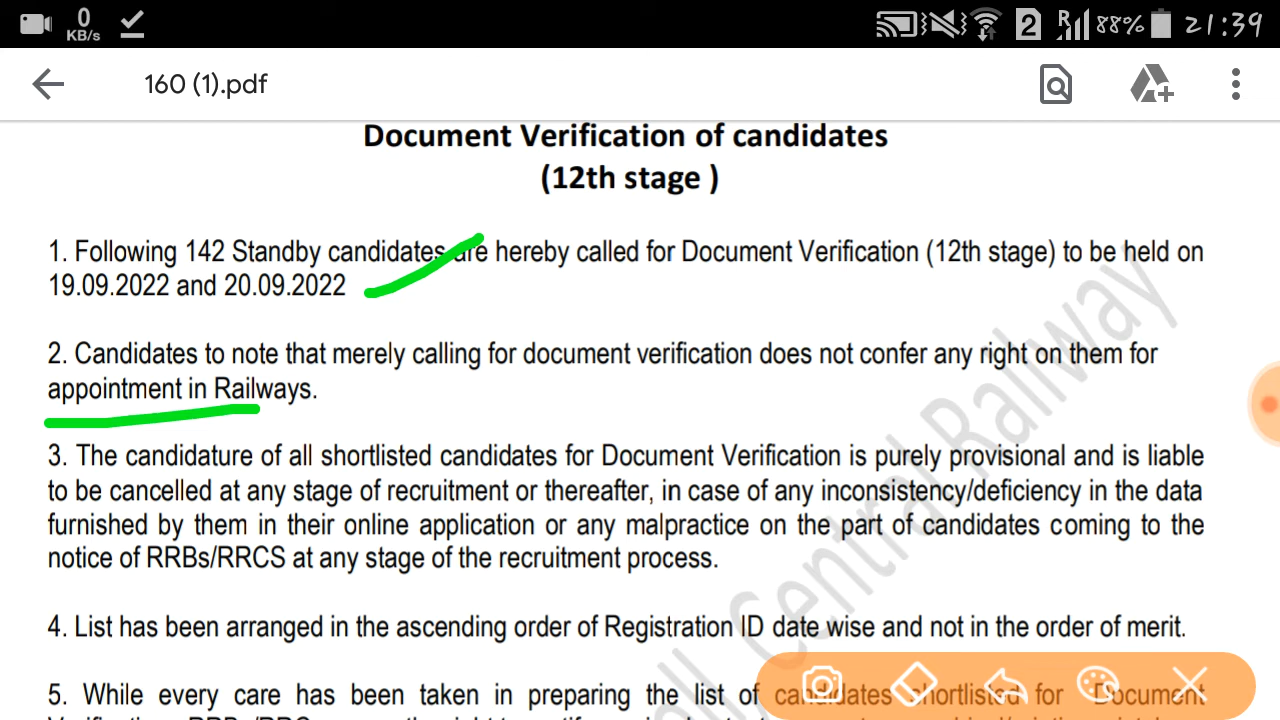 0
KB/s
2
R
88%
21:39
160 (1).pdf
Document Verification of candidates
(12th stage )
1. Following 142 Standby candidates are hereby called for Document Verification (12th stage) to be held on
19.09.2022 and 20.09.2022
2. Candidates to note that merely calling for document verification does not confer any right on them for
appointment in Railways.
3. The candidature of all shortlisted candidates for Document Verification is purely provisional and is liable
to be cancelled at any stage of recruitment or thereafter, in case of any inconsistency/deficiency in the data
furnished by them in their online application or any malpractice on the part of candidates coming to the
notice of RRBs/RRCS at any stage of the recruitment process.
4. List has been arranged in the ascending order of Registration ID date wise and not in the order of merit.
5. While every care has been taken in preparing the list of candidates shortlisted for Document
Central Railway